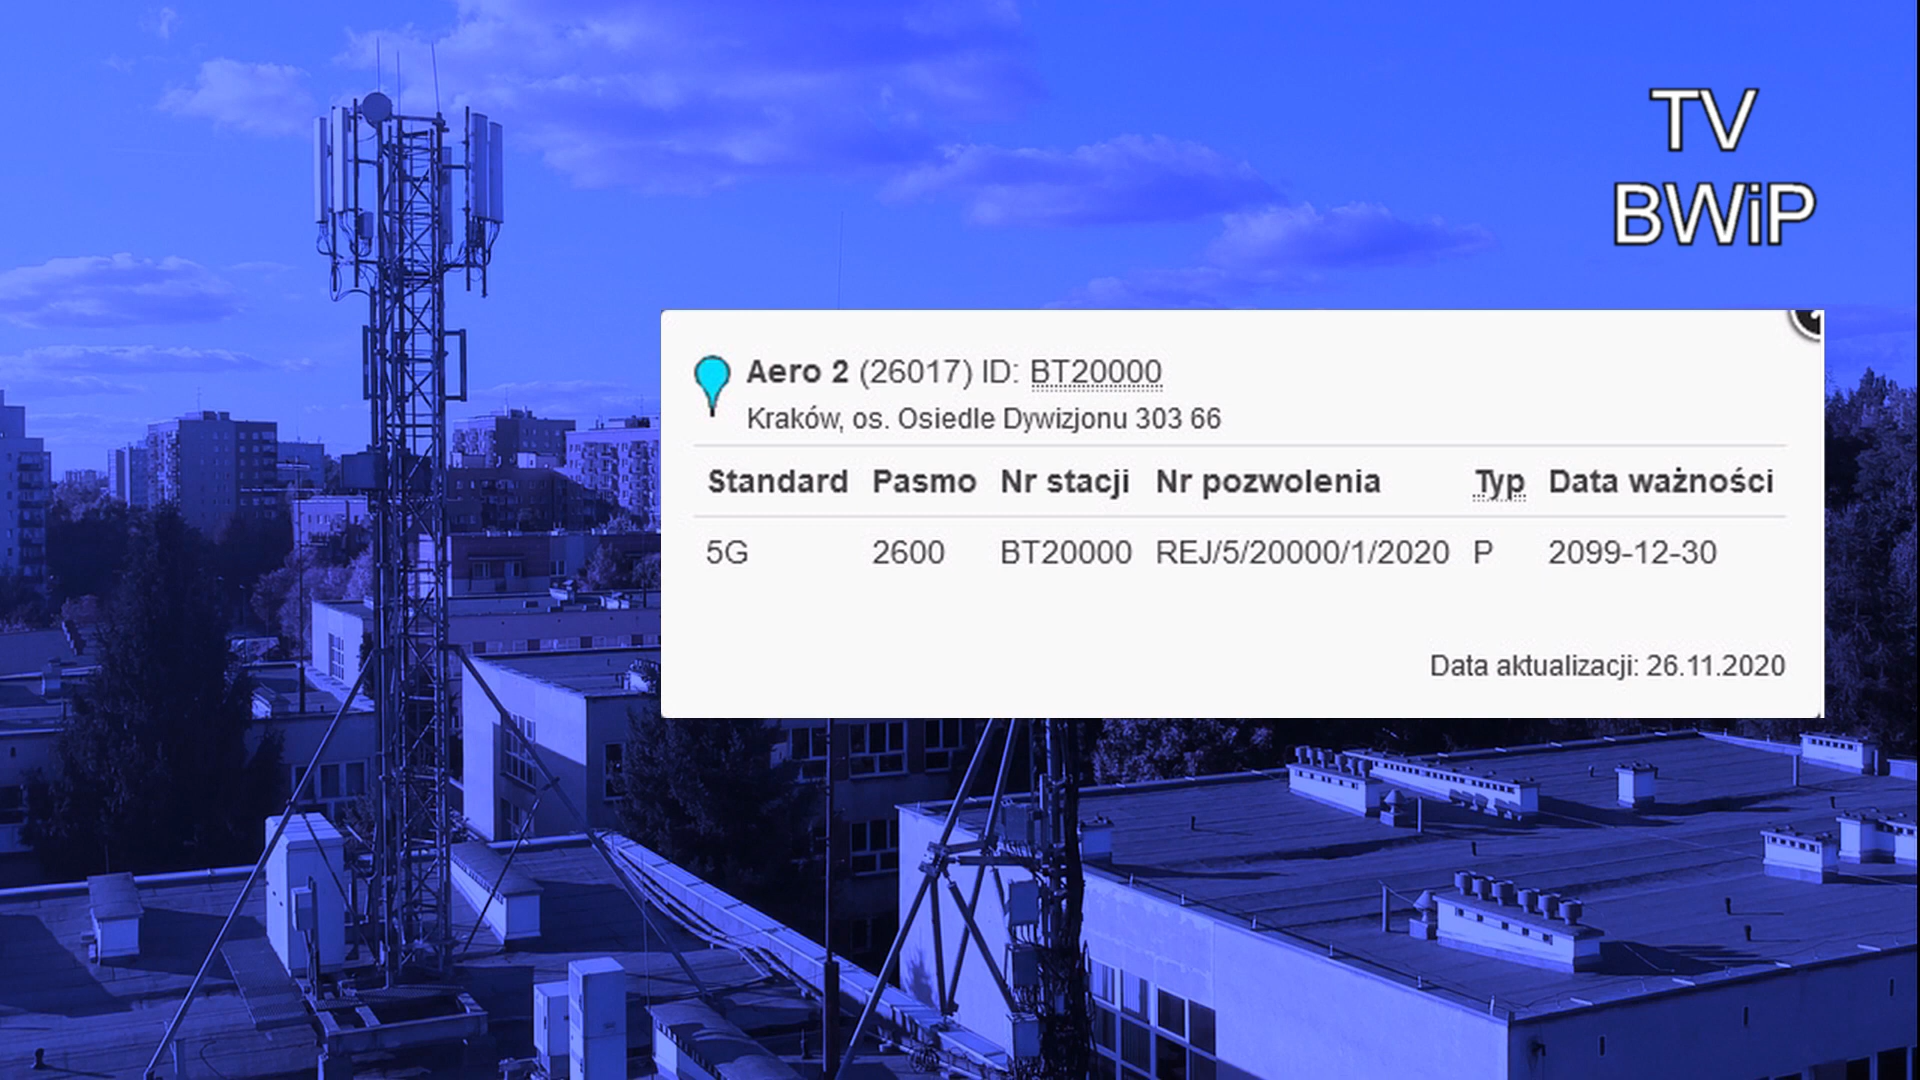 TV
BWiP
Aero 2 (26017) ID: BT20000
Kraków, os. Osiedle Dywizjonu 303 66
Standard Pasmo Nr stacji Nr pozwolenia Typ Data ważności
5G 2600 BT20000 REJ/5/20000/1/2020 P 2099-12-30
Data aktualizacji: 26.11.2020